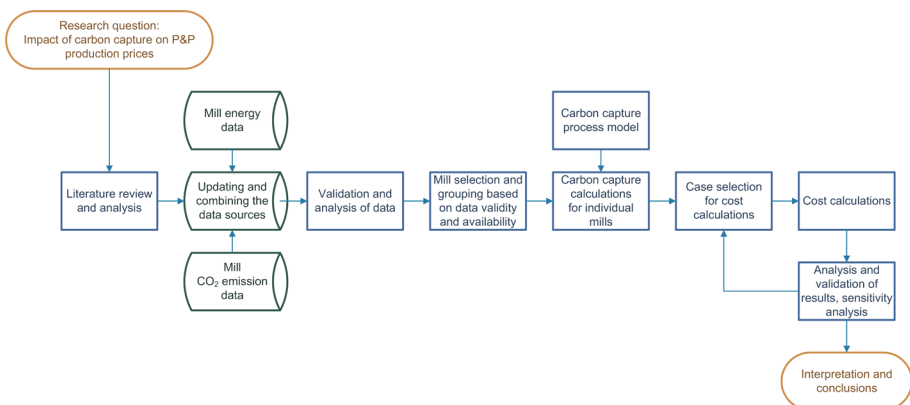 Research question:
Impact of carbon capture on P&P
production prices
Mill energy
data
Carbon capture
process model
Literature review
and analysis
Updating and
combining the
data sources
Validation and
analysis of data
Mill selection and
grouping based
on data validity
and availability
Carbon capture
calculations
for individual
mills
Case selection
for cost
calculations
Cost calculations
Mill
CO₂ emission
data
Analysis and
validation of
results, sensitivity
analysis
Interpretation and
conclusions